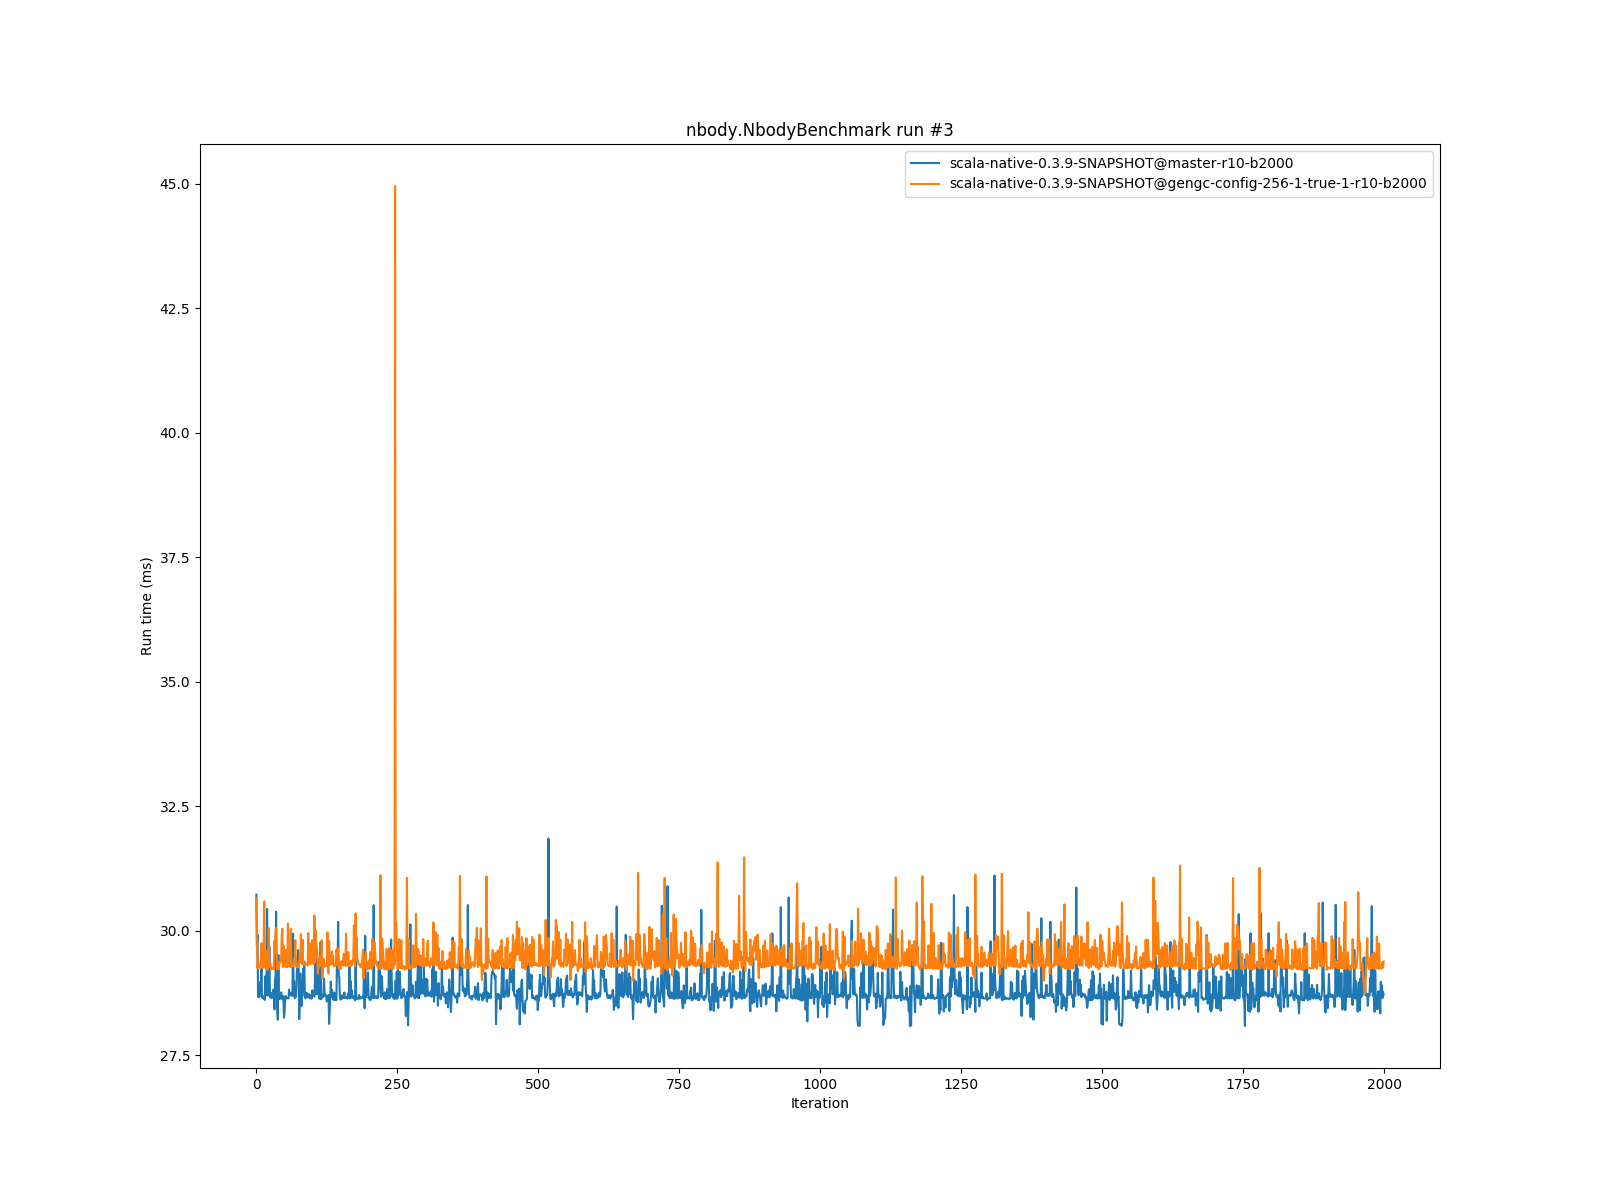 nbody.NbodyBenchmark run #3
scala-native-0.3.9-SNAPSHOT@master-r10-b2000
scala-native-0.3.9-SNAPSHOT@gengc-config-256-1-true-1-r10-b2000
45.0
42.5
40.0
37.5
35.0
32.5
30.0
27.5
Run time (ms)
0 250 500 750 1000 1250 1500 1750 2000
Iteration